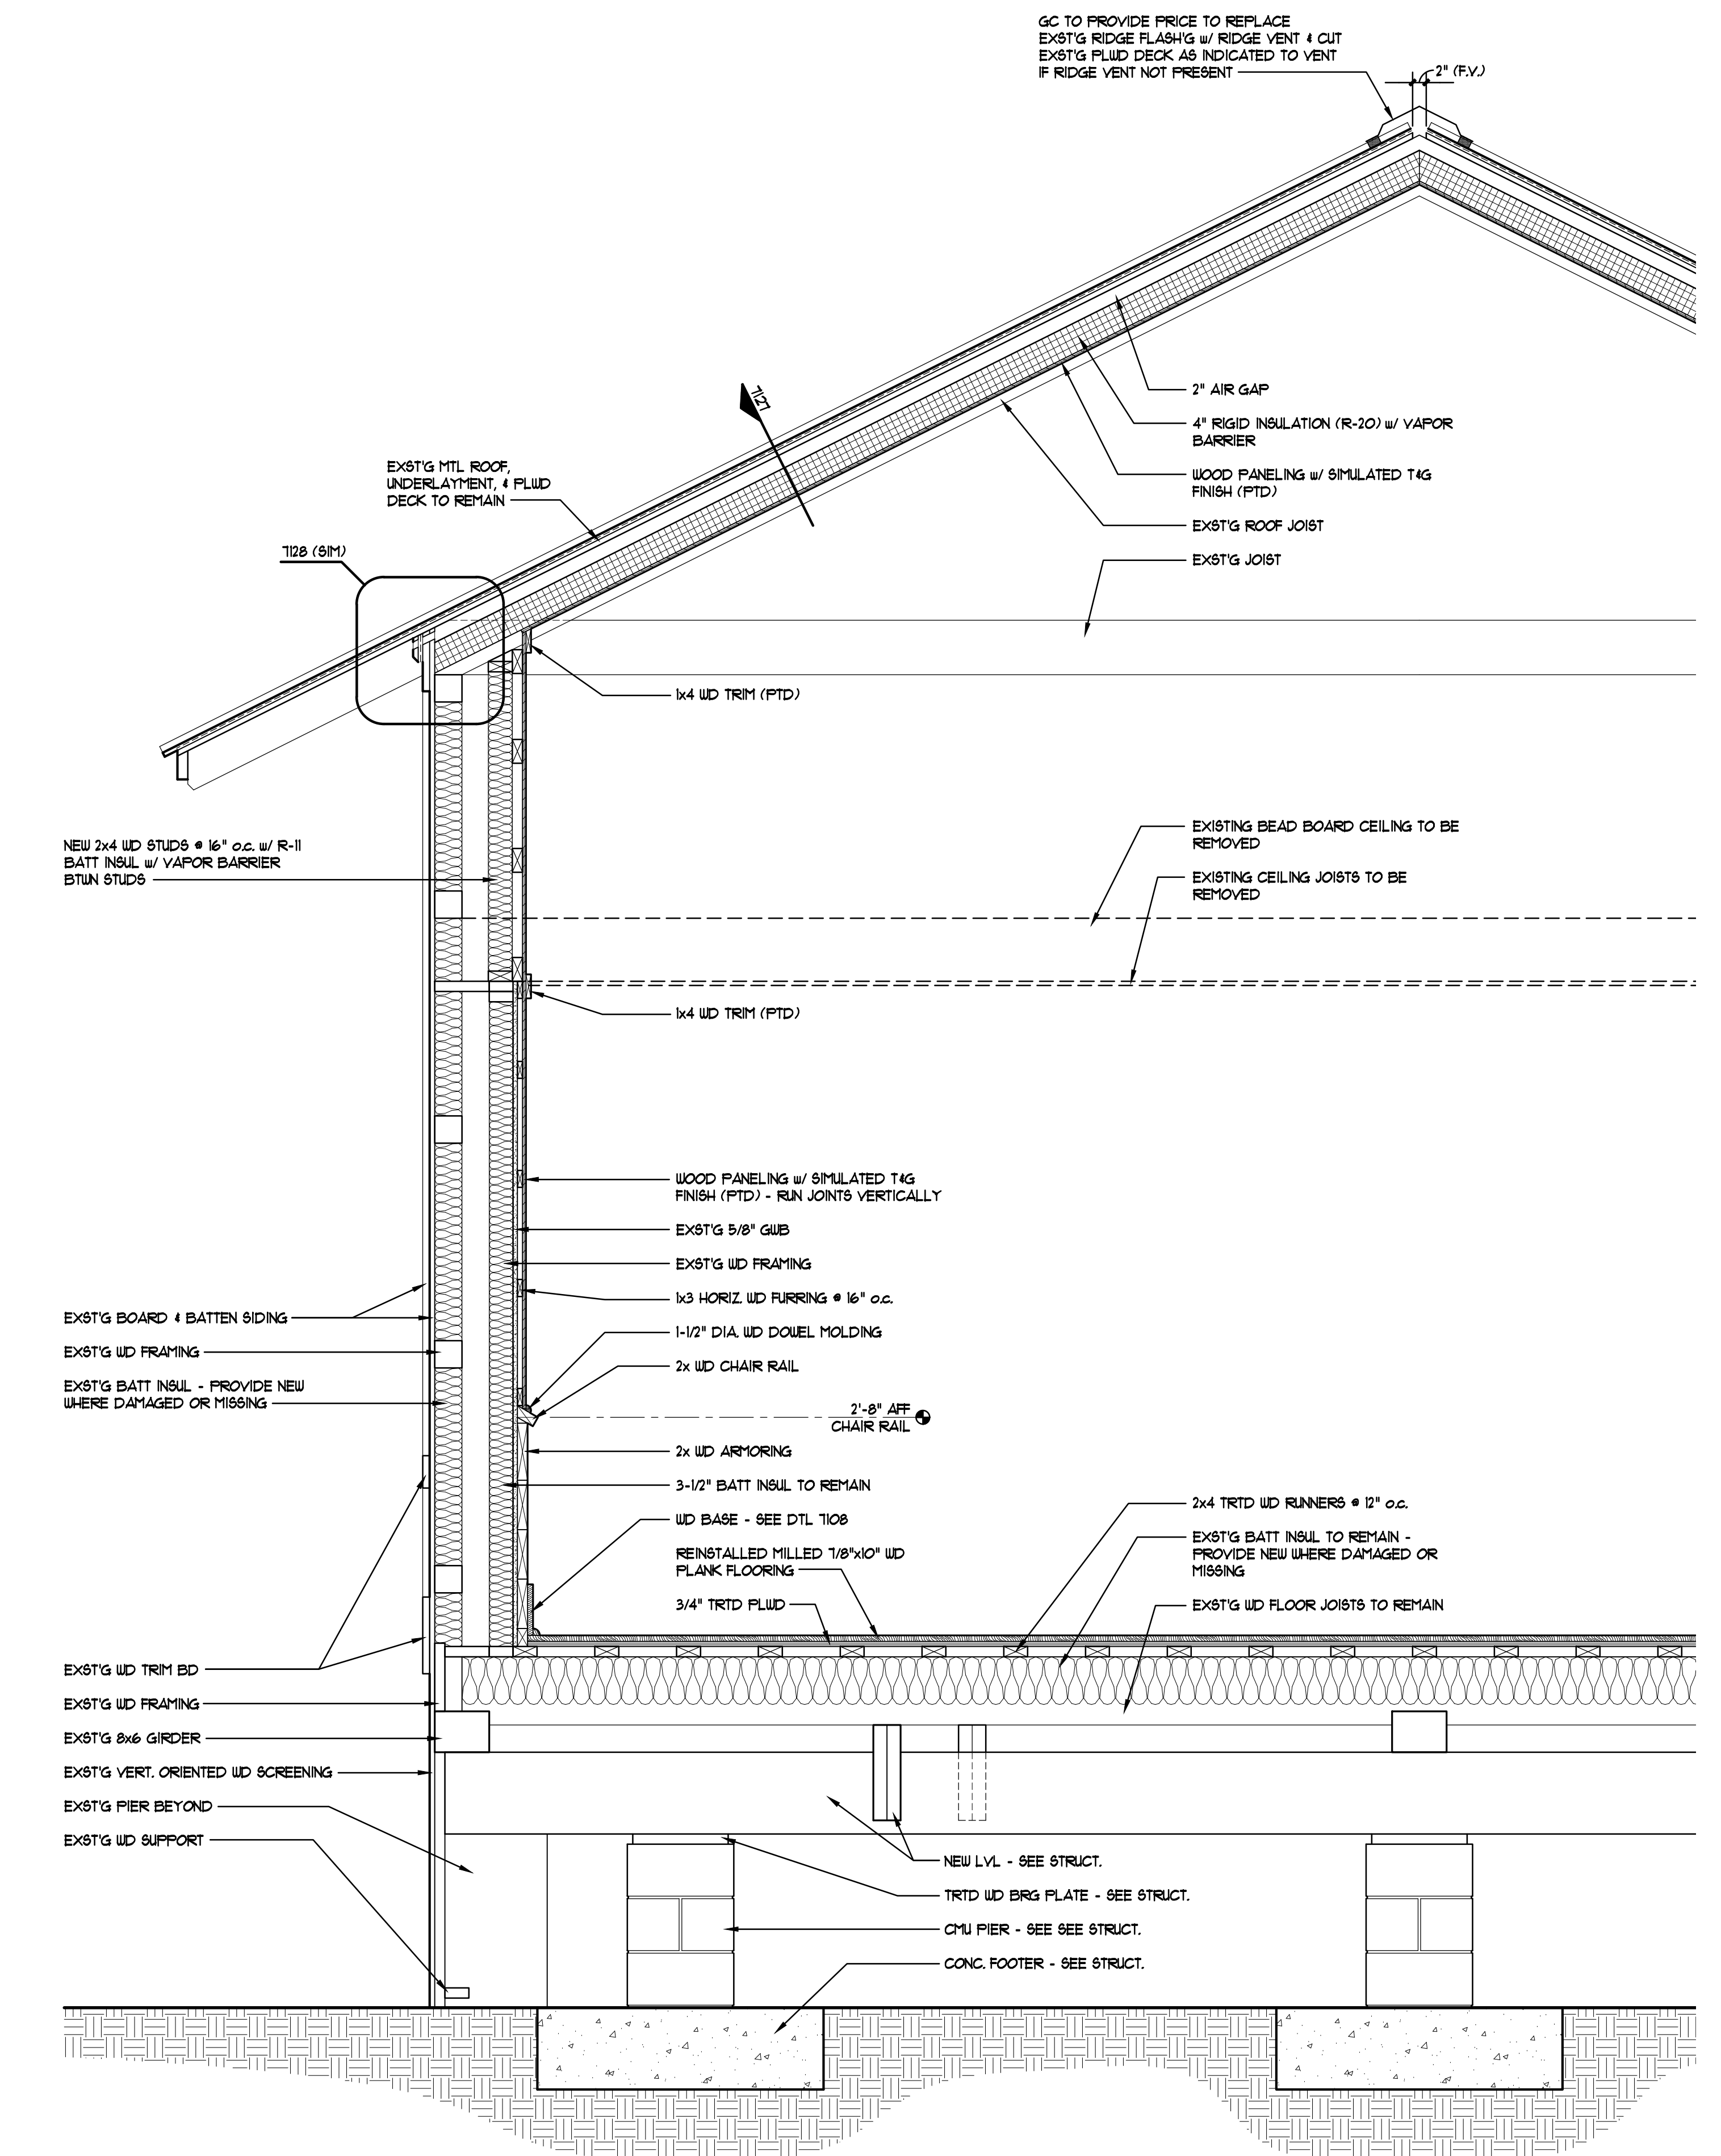 GC TO PROVIDE PRICE TO REPLACE
EXST'G RIDGE FLASH'G w/ RIDGE VENT & CUT
EXST'G PLWD DECK AS INDICATED TO VENT
IF RIDGE VENT NOT PRESENT
2" (F.V.)
7127
2" AIR GAP
4" RIGID INSULATION (R-20) w/ VAPOR
BARRIER
WOOD PANELING w/ SIMULATED T&G
FINISH (PTD)
EXST'G ROOF JOIST
EXST'G JOIST
EXST'G MTL ROOF,
UNDERLAYMENT, & PLWD
DECK TO REMAIN
7128 (SIM)
1x4 WD TRIM (PTD)
EXISTING BEAD BOARD CEILING TO BE
REMOVED
EXISTING CEILING JOISTS TO BE
REMOVED
NEW 2x4 WD STUDS @ 16" o.c. w/ R-11
BATT INSUL w/ VAPOR BARRIER
BTWN STUDS
1x4 WD TRIM (PTD)
WOOD PANELING w/ SIMULATED T&G
FINISH (PTD) - RUN JOINTS VERTICALLY
EXST'G 5/8" GWB
EXST'G WD FRAMING
1x3 HORIZ. WD FURRING @ 16" o.c.
1-1/2" DIA. WD DOWEL MOLDING
2x WD CHAIR RAIL
2'-8" AFF
CHAIR RAIL
2x WD ARMORING
3-1/2" BATT INSUL TO REMAIN
WD BASE - SEE DTL 7108
REINSTALLED MILLED 7/8"x10" WD
PLANK FLOORING
3/4" TRTD PLWD
EXST'G BOARD & BATTEN SIDING
EXST'G WD FRAMING
EXST'G BATT INSUL - PROVIDE NEW
WHERE DAMAGED OR MISSING
2x4 TRTD WD RUNNERS @ 12" o.c.
EXST'G BATT INSUL TO REMAIN -
PROVIDE NEW WHERE DAMAGED OR
MISSING
EXST'G WD FLOOR JOISTS TO REMAIN
EXST'G WD TRIM BD
EXST'G WD FRAMING
EXST'G 8x6 GIRDER
EXST'G VERT. ORIENTED WD SCREENING
EXST'G PIER BEYOND
EXST'G WD SUPPORT
NEW LVL - SEE STRUCT.
TRTD WD BRG PLATE - SEE STRUCT.
CMU PIER - SEE SEE STRUCT.
CONC. FOOTER - SEE STRUCT.